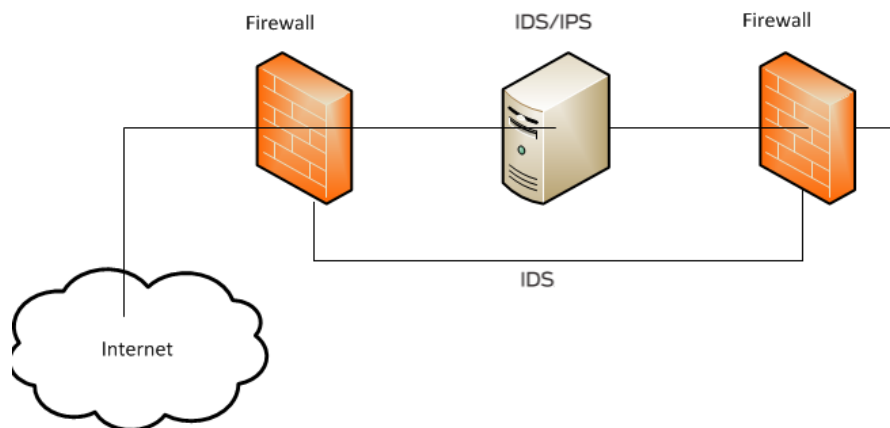 Firewall
IDS/IPS
Firewall
IDS
Internet